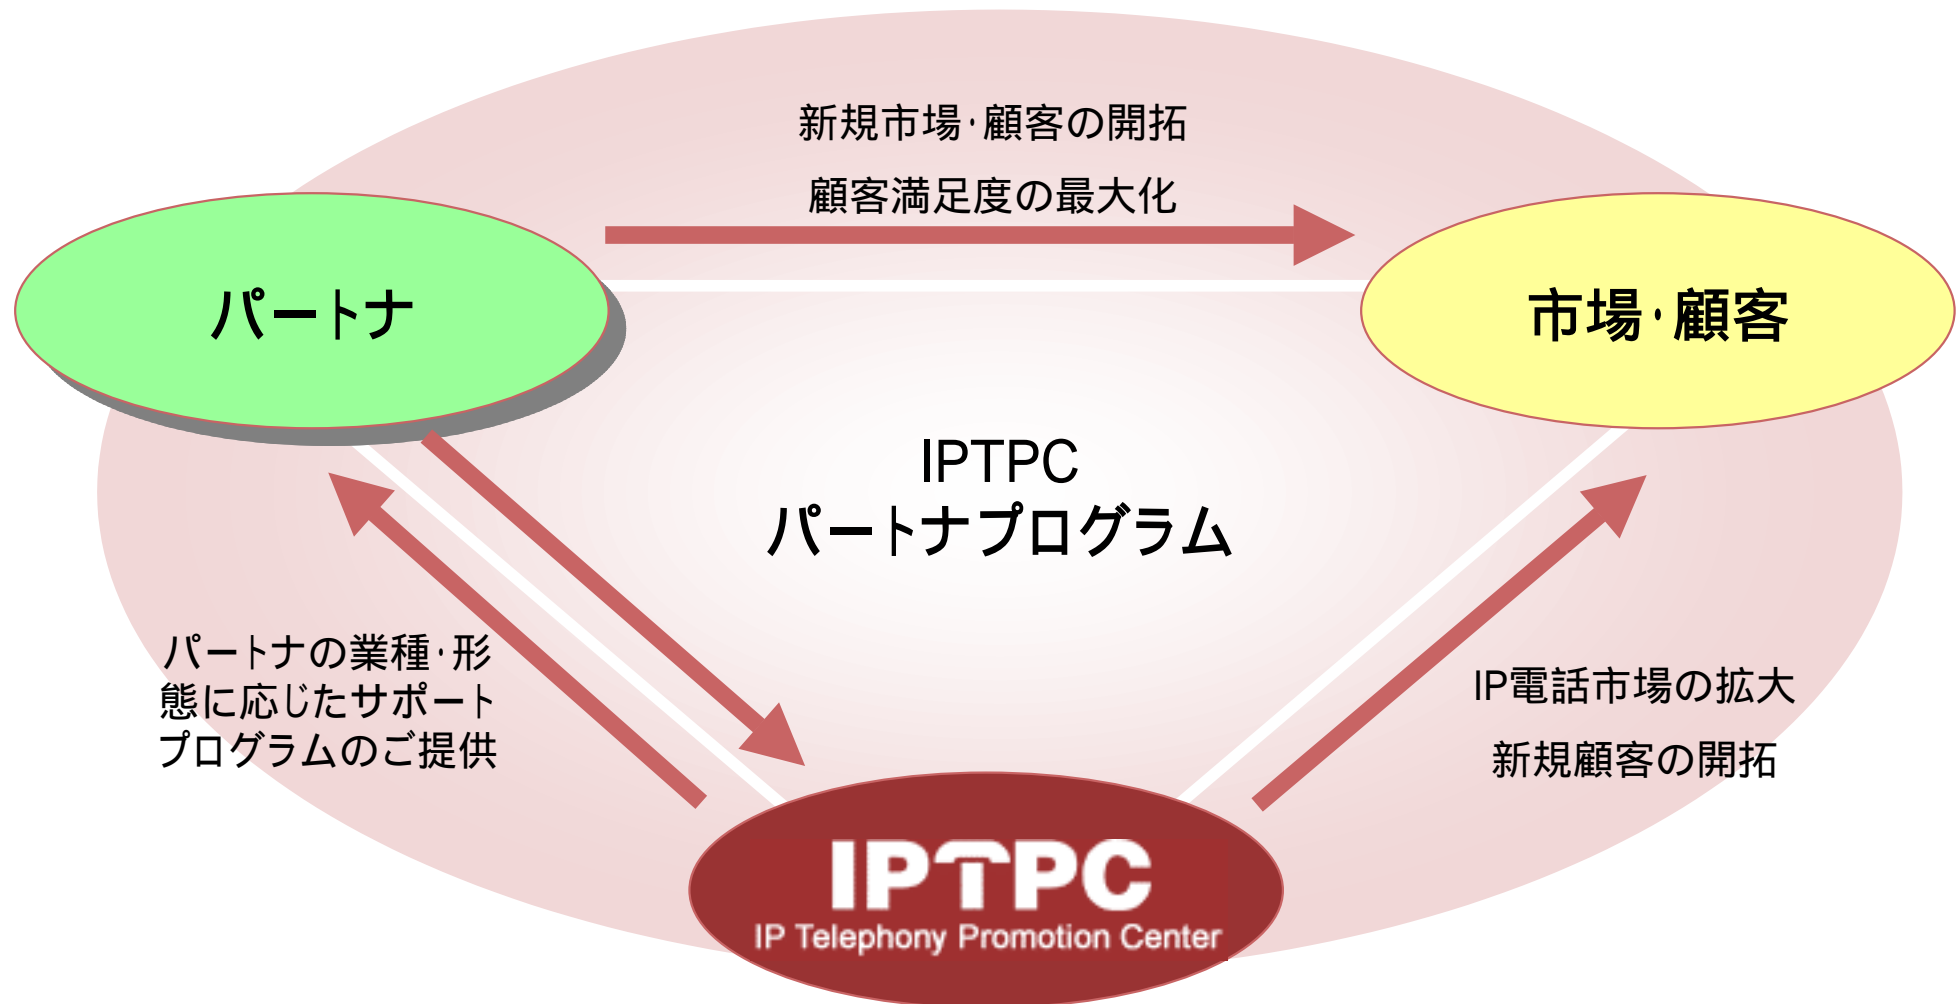 新規市場･顧客の開拓
顧客満足度の最大化
パートナ
市場･顧客
IPTPC
パートナプログラム
パートナの業種･形
態に応じたサポート
プログラムのご提供
IP電話市場の拡大
新規顧客の開拓
IPTPC
IP Telephony Promotion Center